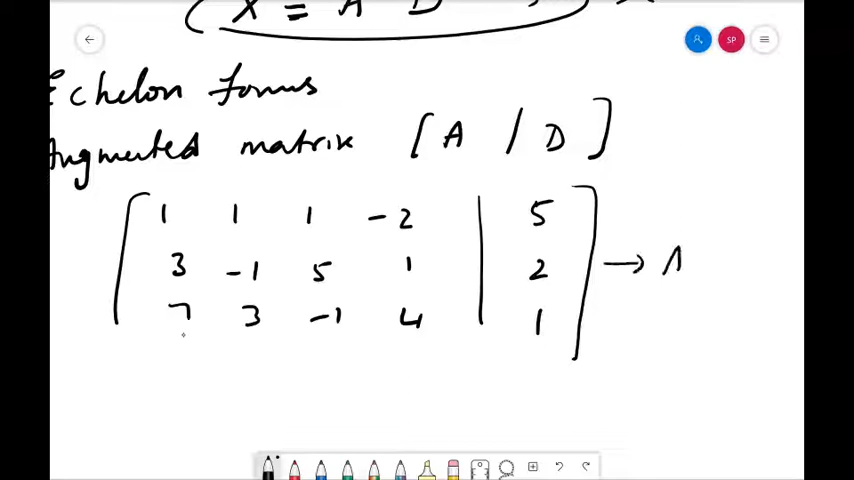 X = A D
Echelon forms
Augmented matrix [A / D]
1 1 1 -2 | 5
3 -1 5 1 | 2
7 3 -1 4 | 1
SP